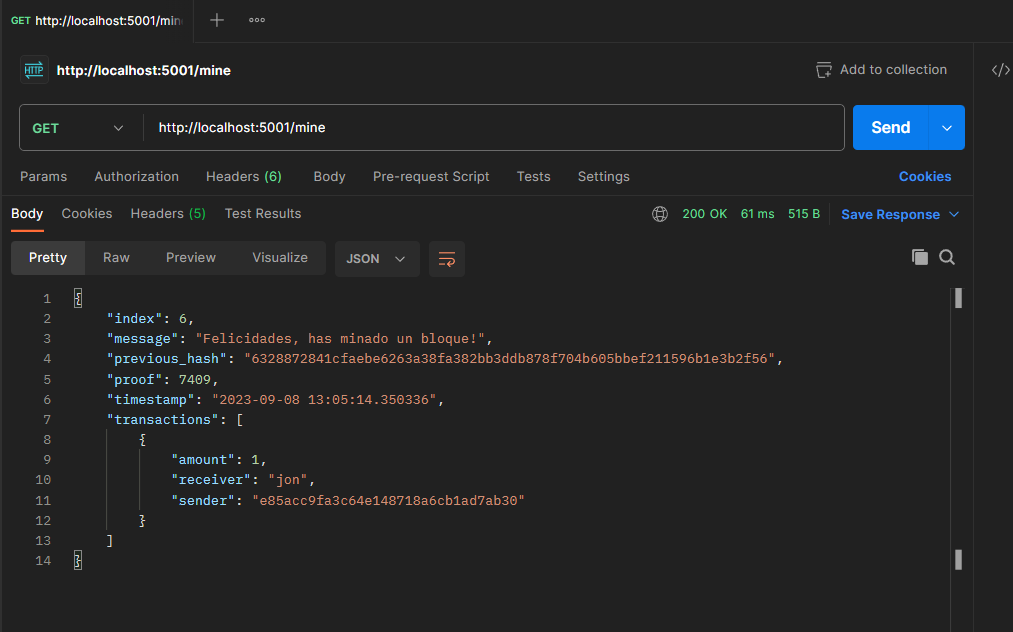 GET http://localhost:5001/min
HTTP http://localhost:5001/mine
Add to collection
</>
GET http://localhost:5001/mine
Send
Params Authorization Headers (6) Body Pre-request Script Tests Settings Cookies
Body Cookies Headers (5) Test Results 200 OK 61 ms 515 B Save Response
Pretty Raw Preview Visualize JSON
1 {
2 "index": 6,
3 "message": "Felicidades, has minado un bloque!",
4 "previous_hash": "6328872841cfaebe6263a38fa382bb3ddb878f704b605bbef211596b1e3b2f56",
5 "proof": 7409,
6 "timestamp": "2023-09-08 13:05:14.350336",
7 "transactions": [
8 {
9 "amount": 1,
10 "receiver": "jon",
11 "sender": "e85acc9fa3c64e148718a6cb1ad7ab30"
12 }
13 ]
14 }